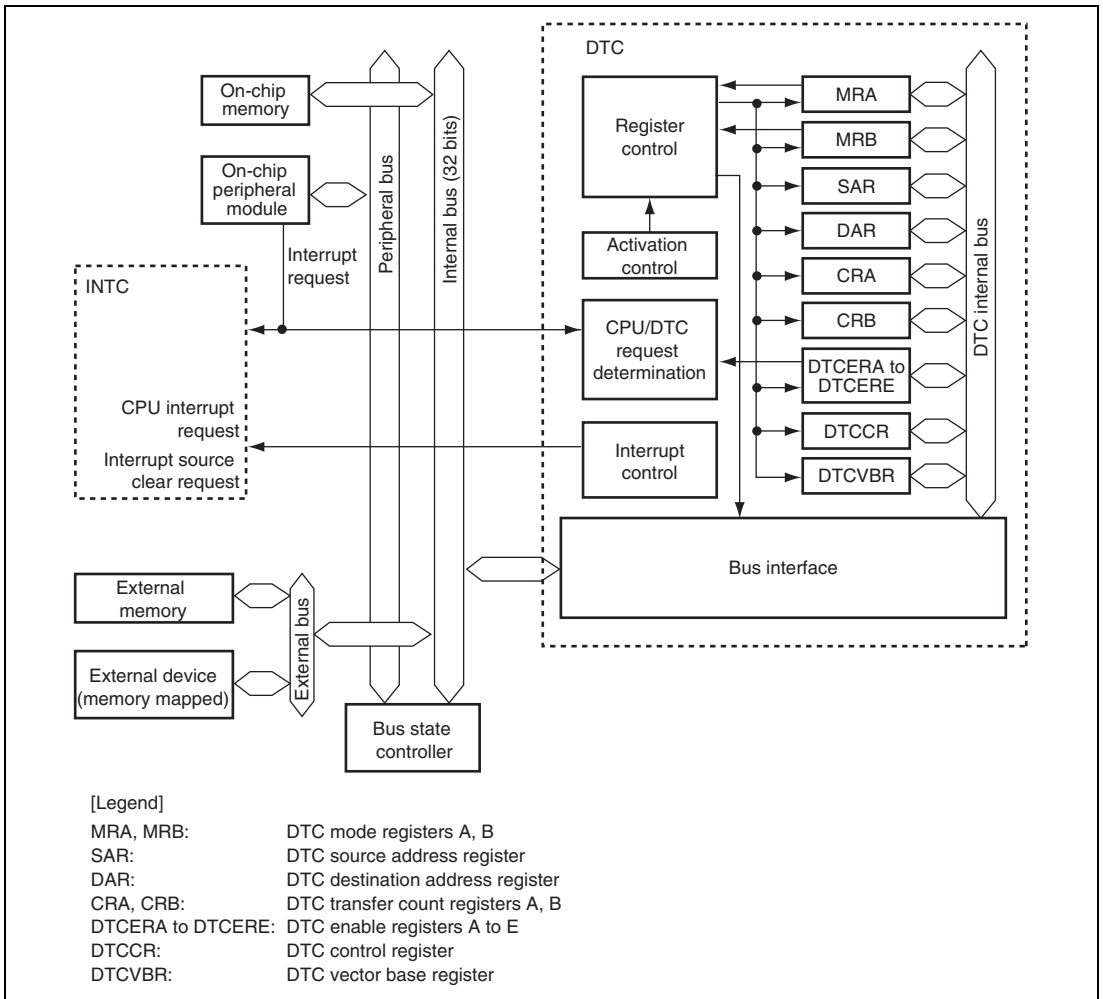 DTC
On-chip
memory
On-chip
peripheral
module
Interrupt
request
Peripheral bus
Internal bus (32 bits)
INTC
CPU interrupt
request
Interrupt source
clear request
Register
control
Activation
control
CPU/DTC
request
determination
Interrupt
control
MRA
MRB
SAR
DAR
CRA
CRB
DTCERA to
DTCERE
DTCCR
DTCVBR
DTC internal bus
Bus interface
External
memory
External device
(memory mapped)
External bus
Bus state
controller
[Legend]
MRA, MRB: DTC mode registers A, B
SAR: DTC source address register
DAR: DTC destination address register
CRA, CRB: DTC transfer count registers A, B
DTCERA to DTCERE: DTC enable registers A to E
DTCCR: DTC control register
DTCVBR: DTC vector base register